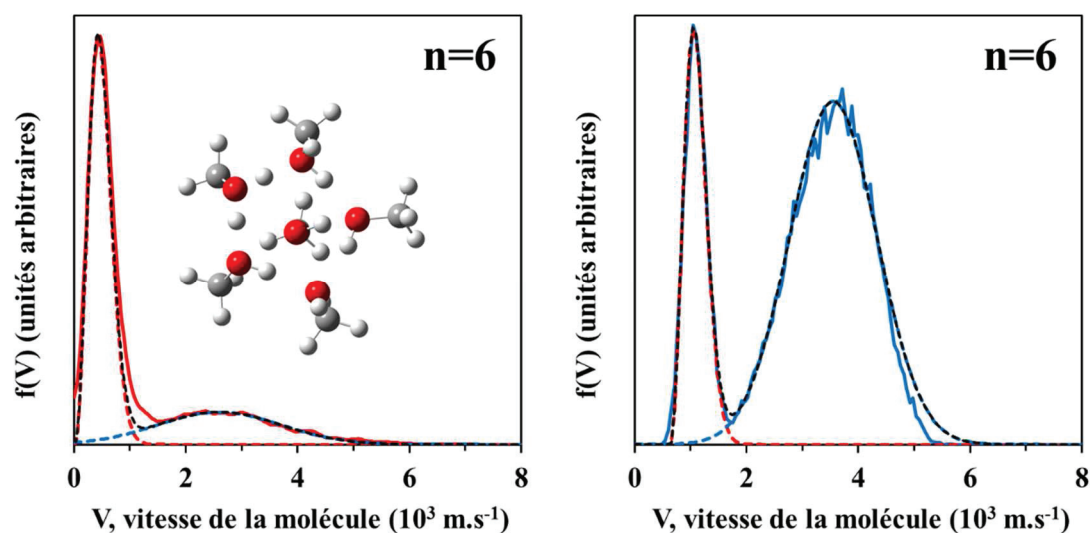 n=6
f(V) (unités arbitraires)
0 2 4 6 8
V, vitesse de la molécule (10³ m.s⁻¹)
n=6
f(V) (unités arbitraires)
0 2 4 6 8
V, vitesse de la molécule (10³ m.s⁻¹)